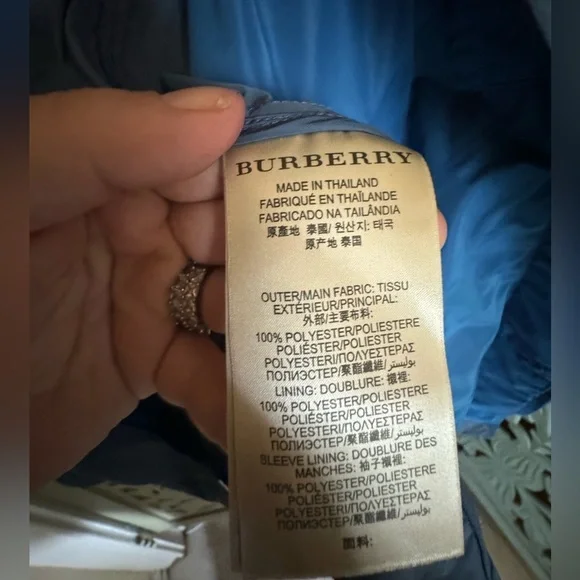 BURBERRY
MADE IN THAILAND
FABRIQUÉ EN THAÏLANDE
FABRICADO NA TAILÂNDIA
原產地 泰國/ 원산지: 태국
原产地 泰国
OUTER/MAIN FABRIC: TISSU
EXTÉRIEUR/PRINCIPAL:
外部/主要布料:
100% POLYESTER/POLIESTERE
POLIÉSTER/POLIESTER
POLYESTERI/ΠΟΛΥΕΣΤΕΡΑΣ
ПОЛИЭСТЕР/聚酯纖維/بوليستر
LINING: DOUBLURE: 襯裡:
100% POLYESTER/POLIESTERE
POLIÉSTER/POLIESTER
POLYESTERI/ΠΟΛΥΕΣΤΕΡΑΣ
ПОЛИЭСТЕР/聚酯纖維/بوليستر
SLEEVE LINING: DOUBLURE DES
MANCHES: 袖子襯裡:
100% POLYESTER/POLIESTERE
POLIÉSTER/POLIESTER
POLYESTERI/ΠΟΛΥΕΣΤΕΡΑΣ
ПОЛИЭСТЕР/聚酯纖維/بوليستر
面料: